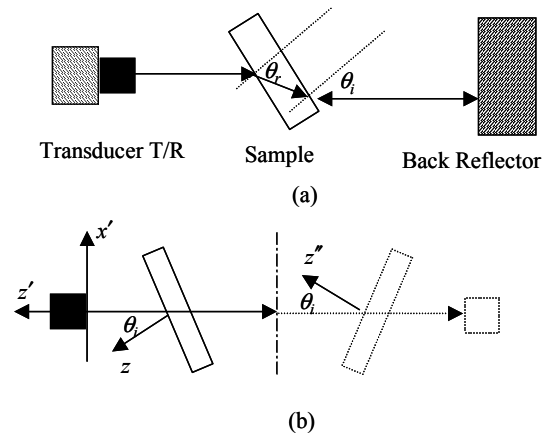 θr
θi
Transducer T/R
Sample
Back Reflector
(a)
x′
z′
z‴
θi
θi
z
(b)